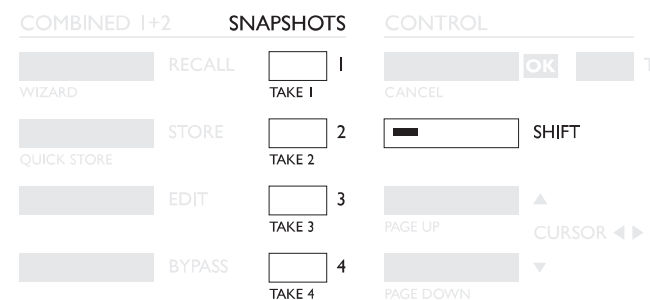 COMBINED 1+2 SNAPSHOTS CONTROL
RECALL 1 OK T
WIZARD TAKE 1 CANCEL
STORE 2 SHIFT
QUICK STORE TAKE 2
EDIT 3 ▲
TAKE 3 PAGE UP
CURSOR ◀ ▶
BYPASS 4 ▼
TAKE 4 PAGE DOWN